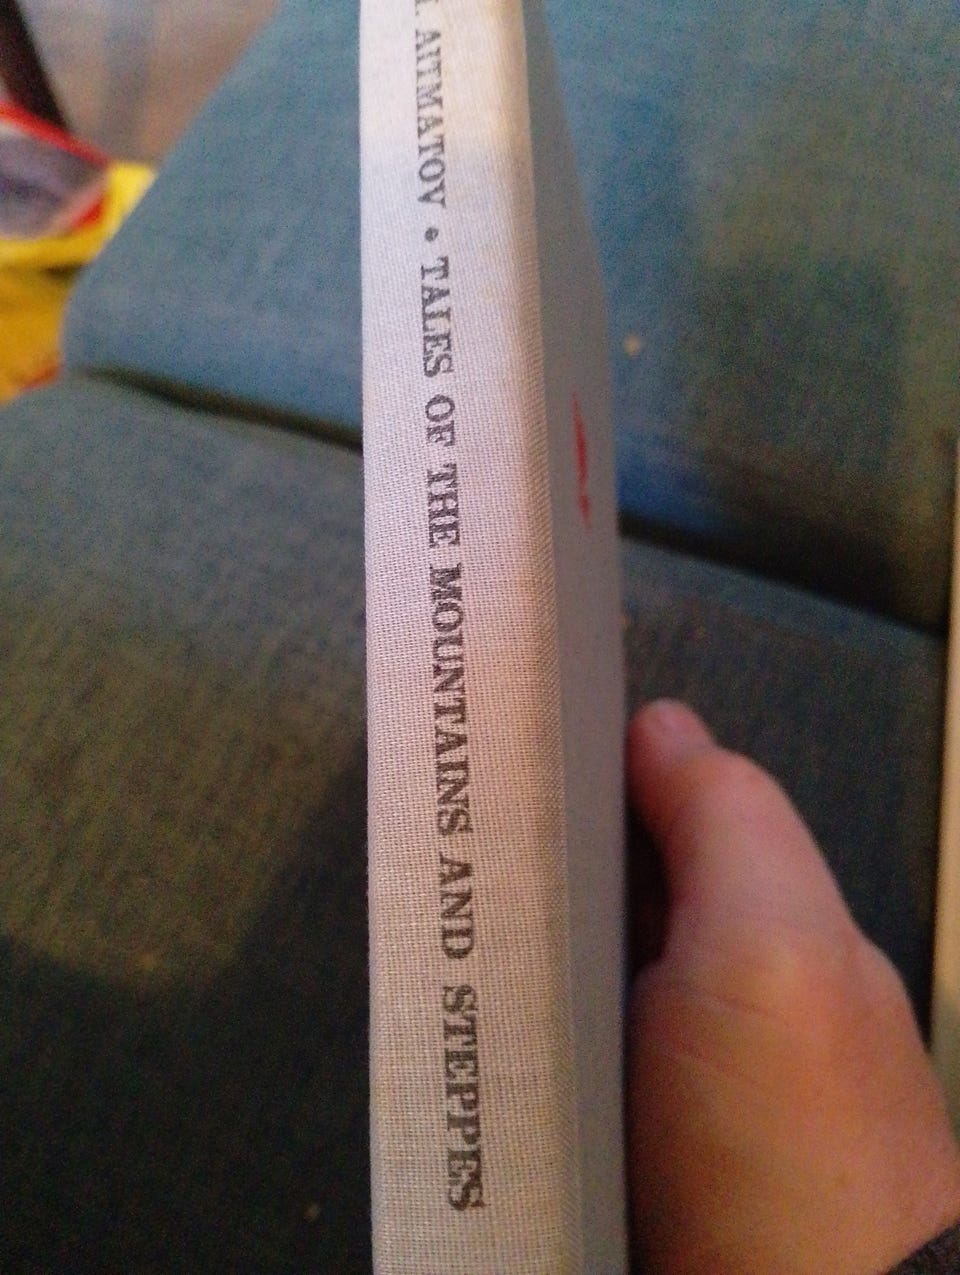 AITMATOV • TALES OF THE MOUNTAINS AND STEPPES